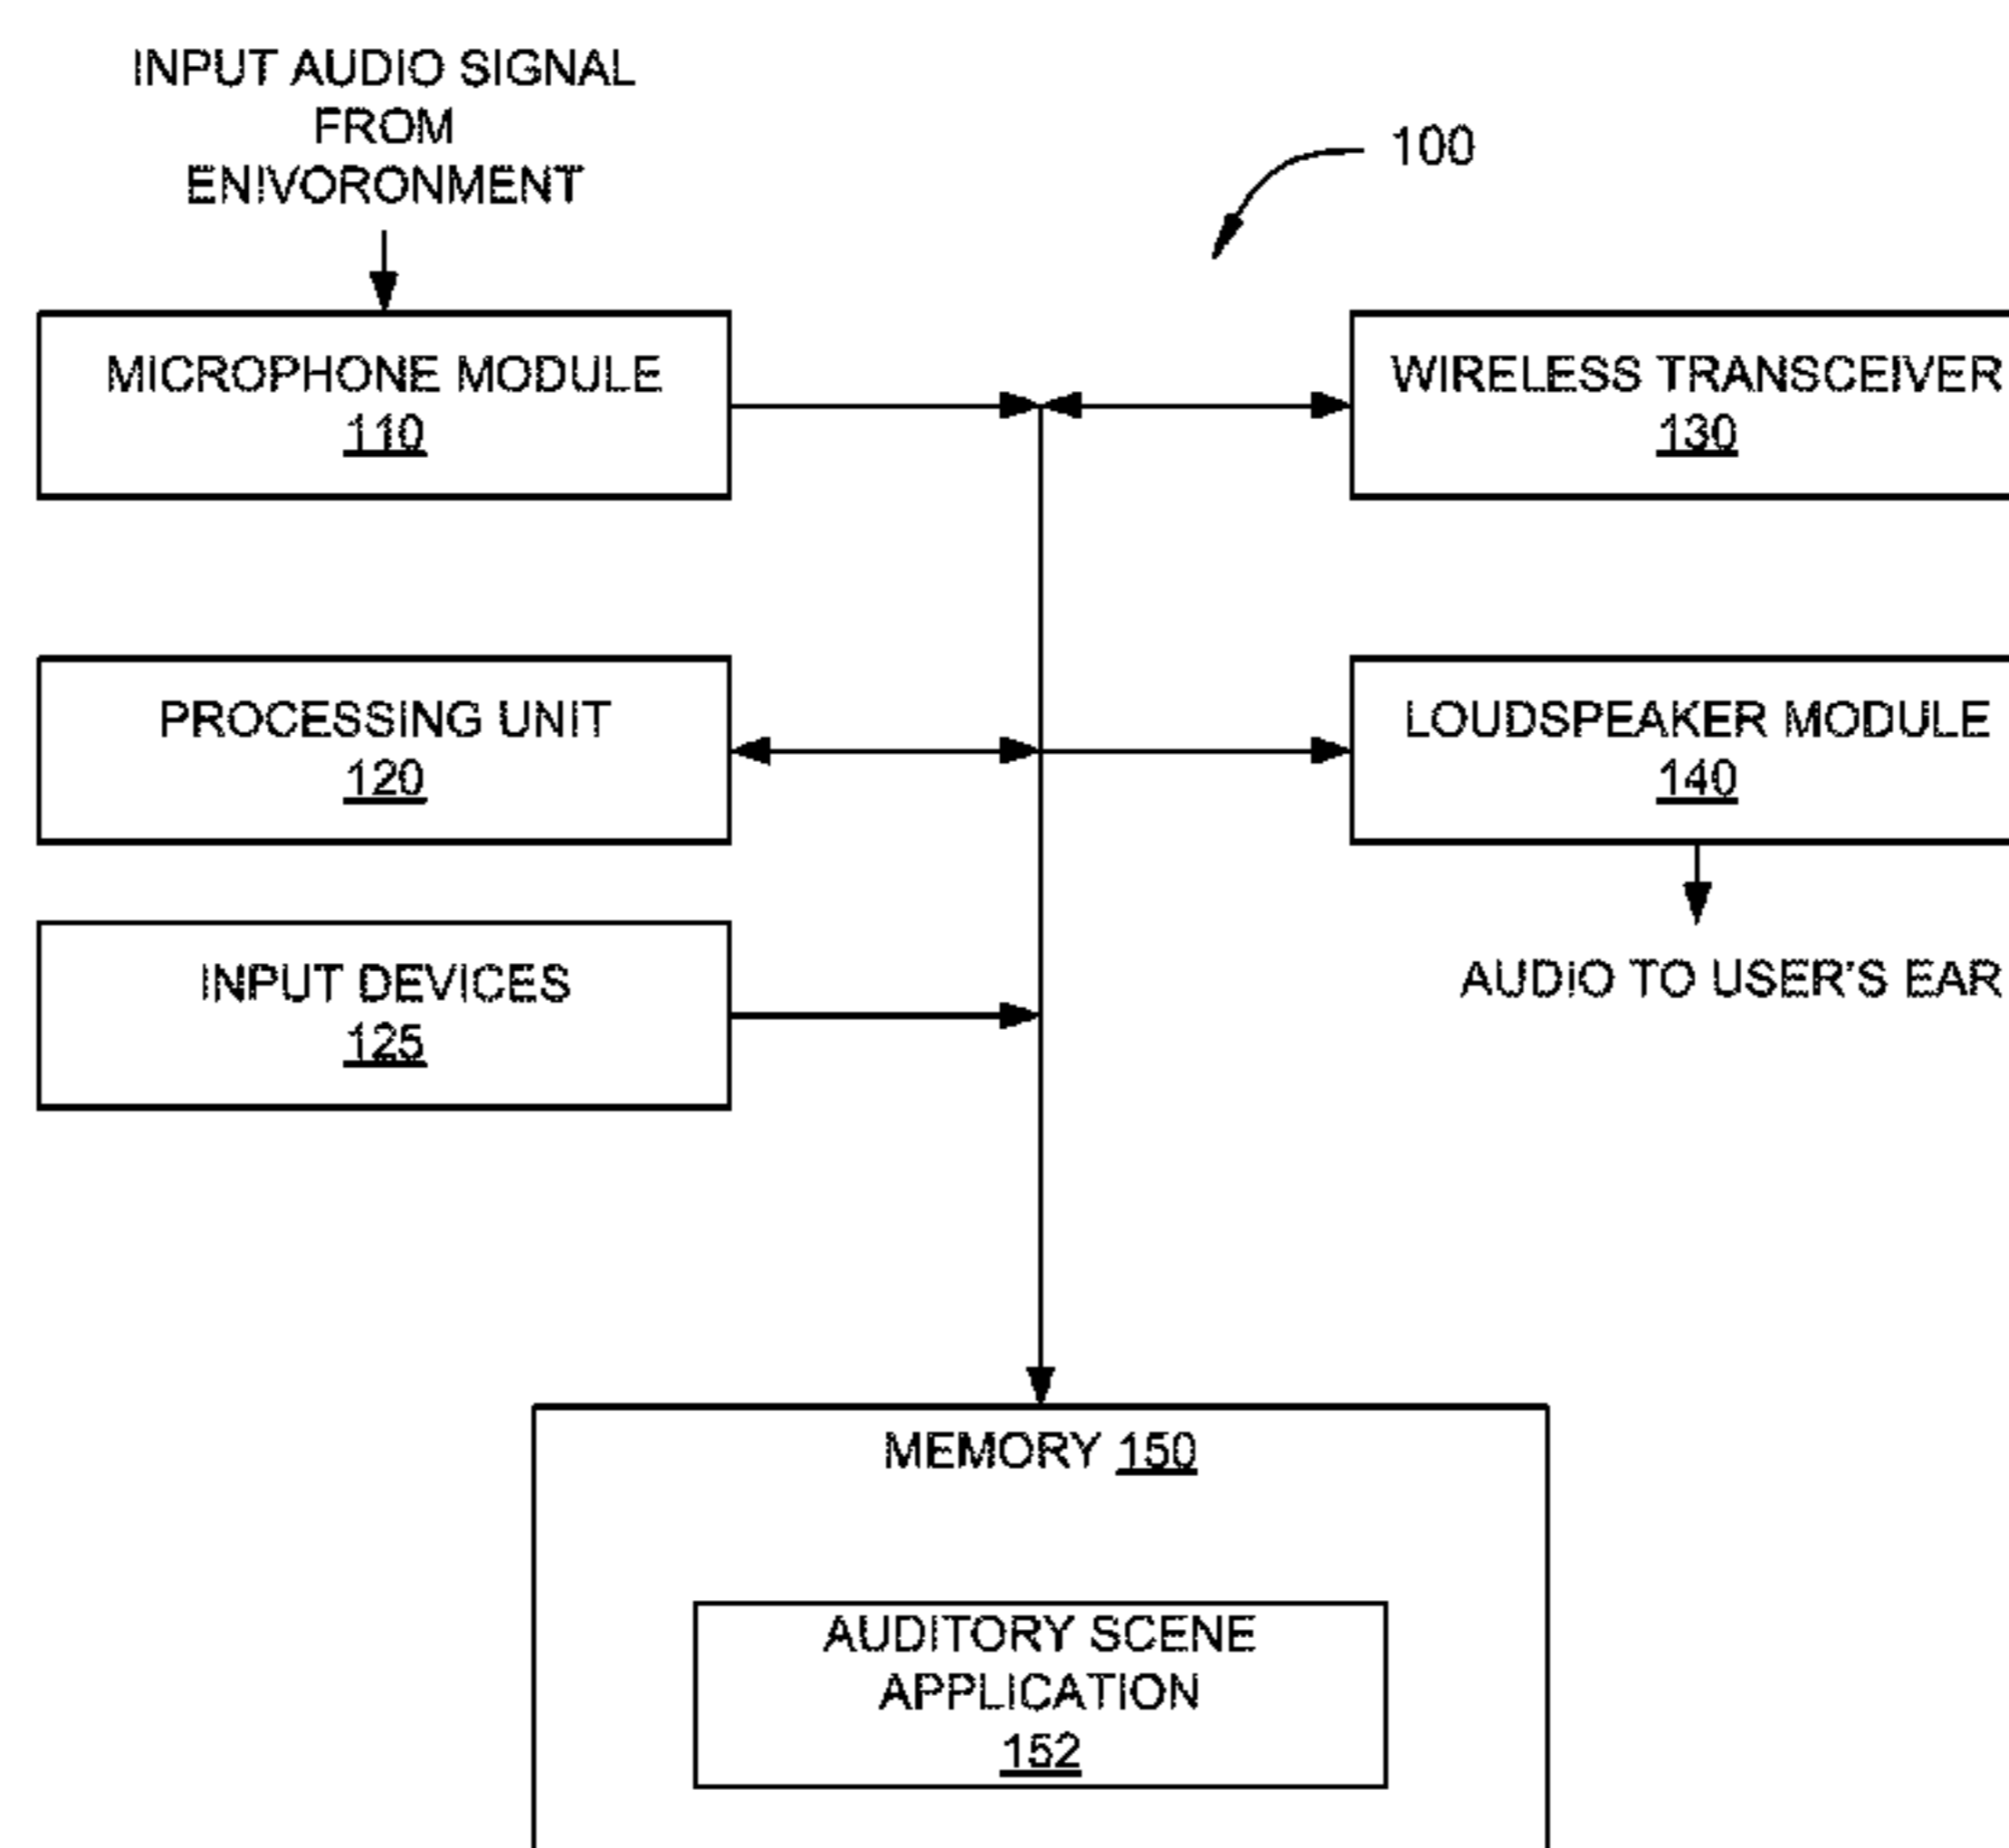 INPUT AUDIO SIGNAL
FROM
ENIVORONMENT
100
MICROPHONE MODULE
110
WIRELESS TRANSCEIVER
130
PROCESSING UNIT
120
LOUDSPEAKER MODULE
140
INPUT DEVICES
125
AUDIO TO USER'S EAR
MEMORY 150
AUDITORY SCENE
APPLICATION
152